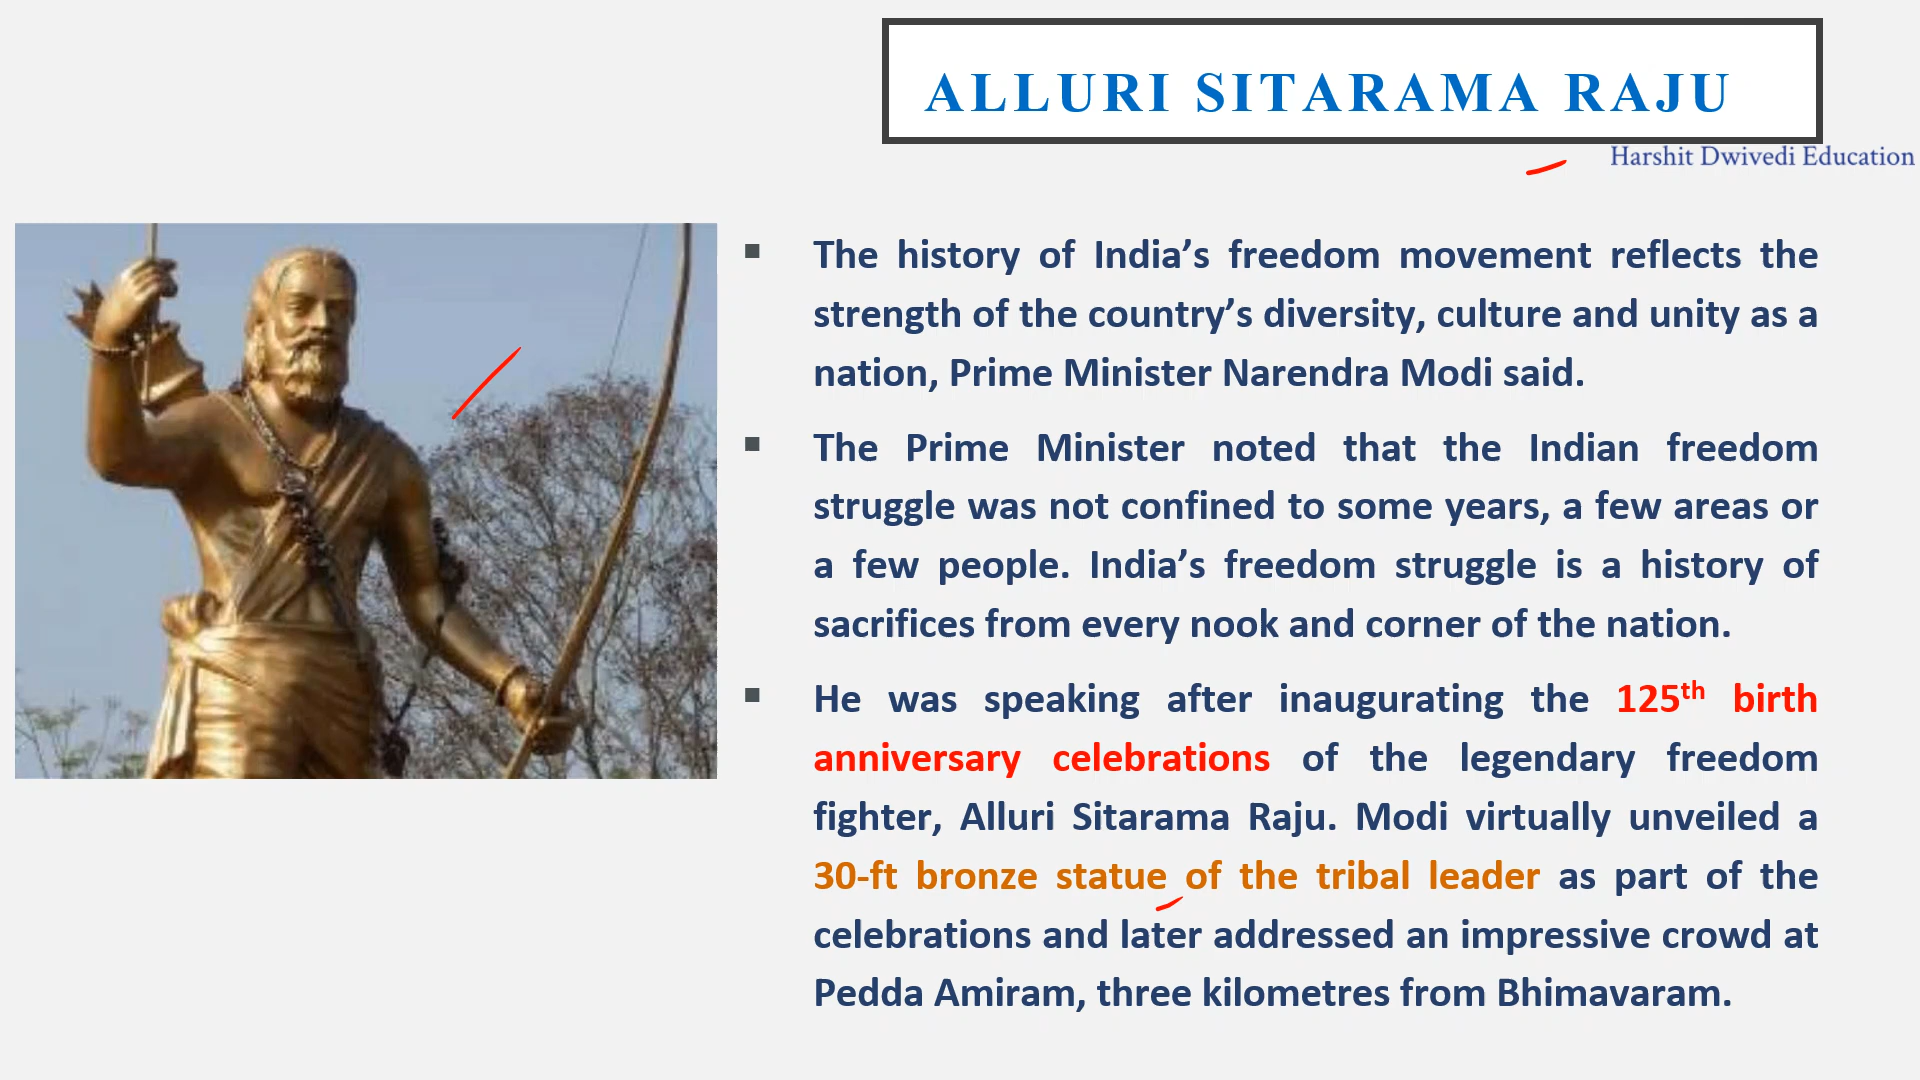 ALLURI SITARAMA RAJU
Harshit Dwivedi Education
▪ The history of India’s freedom movement reflects the
strength of the country’s diversity, culture and unity as a
nation, Prime Minister Narendra Modi said.
▪ The Prime Minister noted that the Indian freedom
struggle was not confined to some years, a few areas or
a few people. India’s freedom struggle is a history of
sacrifices from every nook and corner of the nation.
▪ He was speaking after inaugurating the 125th birth
anniversary celebrations of the legendary freedom
fighter, Alluri Sitarama Raju. Modi virtually unveiled a
30-ft bronze statue of the tribal leader as part of the
celebrations and later addressed an impressive crowd at
Pedda Amiram, three kilometres from Bhimavaram.